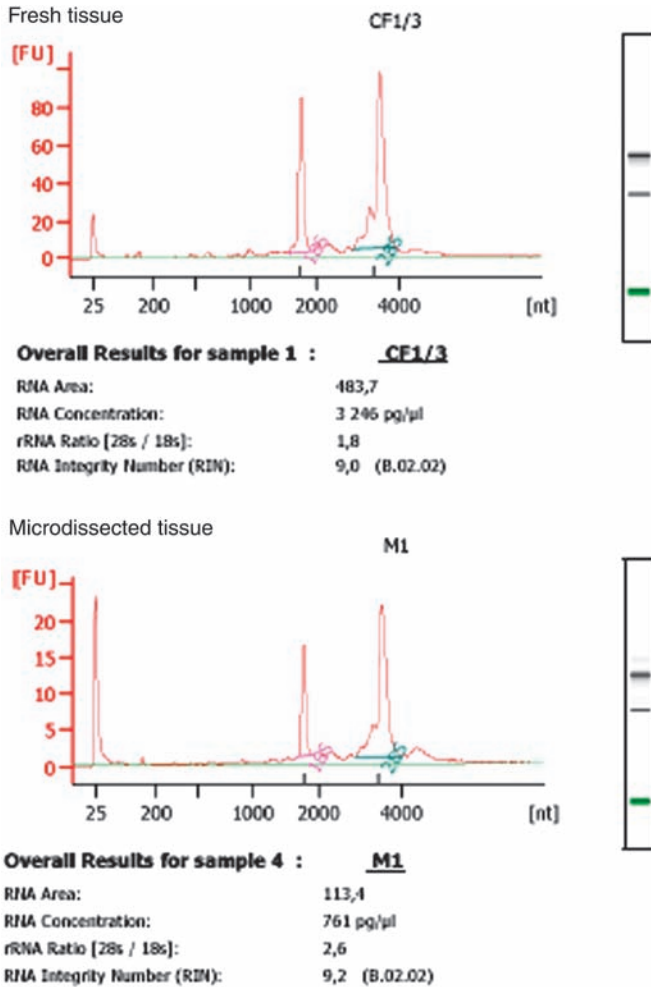 Fresh tissue
CF1/3
[FU]
80
60
40
20
0
25 200 1000 2000 4000 [nt]
18S
28S
Overall Results for sample 1 : CF1/3
RNA Area: 483,7
RNA Concentration: 3 246 pg/µl
rRNA Ratio [28s / 18s]: 1,8
RNA Integrity Number (RIN): 9,0 (B.02.02)
Microdissected tissue
M1
[FU]
20
15
10
5
0
25 200 1000 2000 4000 [nt]
18S
28S
Overall Results for sample 4 : M1
RNA Area: 113,4
RNA Concentration: 761 pg/µl
rRNA Ratio [28s / 18s]: 2,6
RNA Integrity Number (RIN): 9,2 (B.02.02)